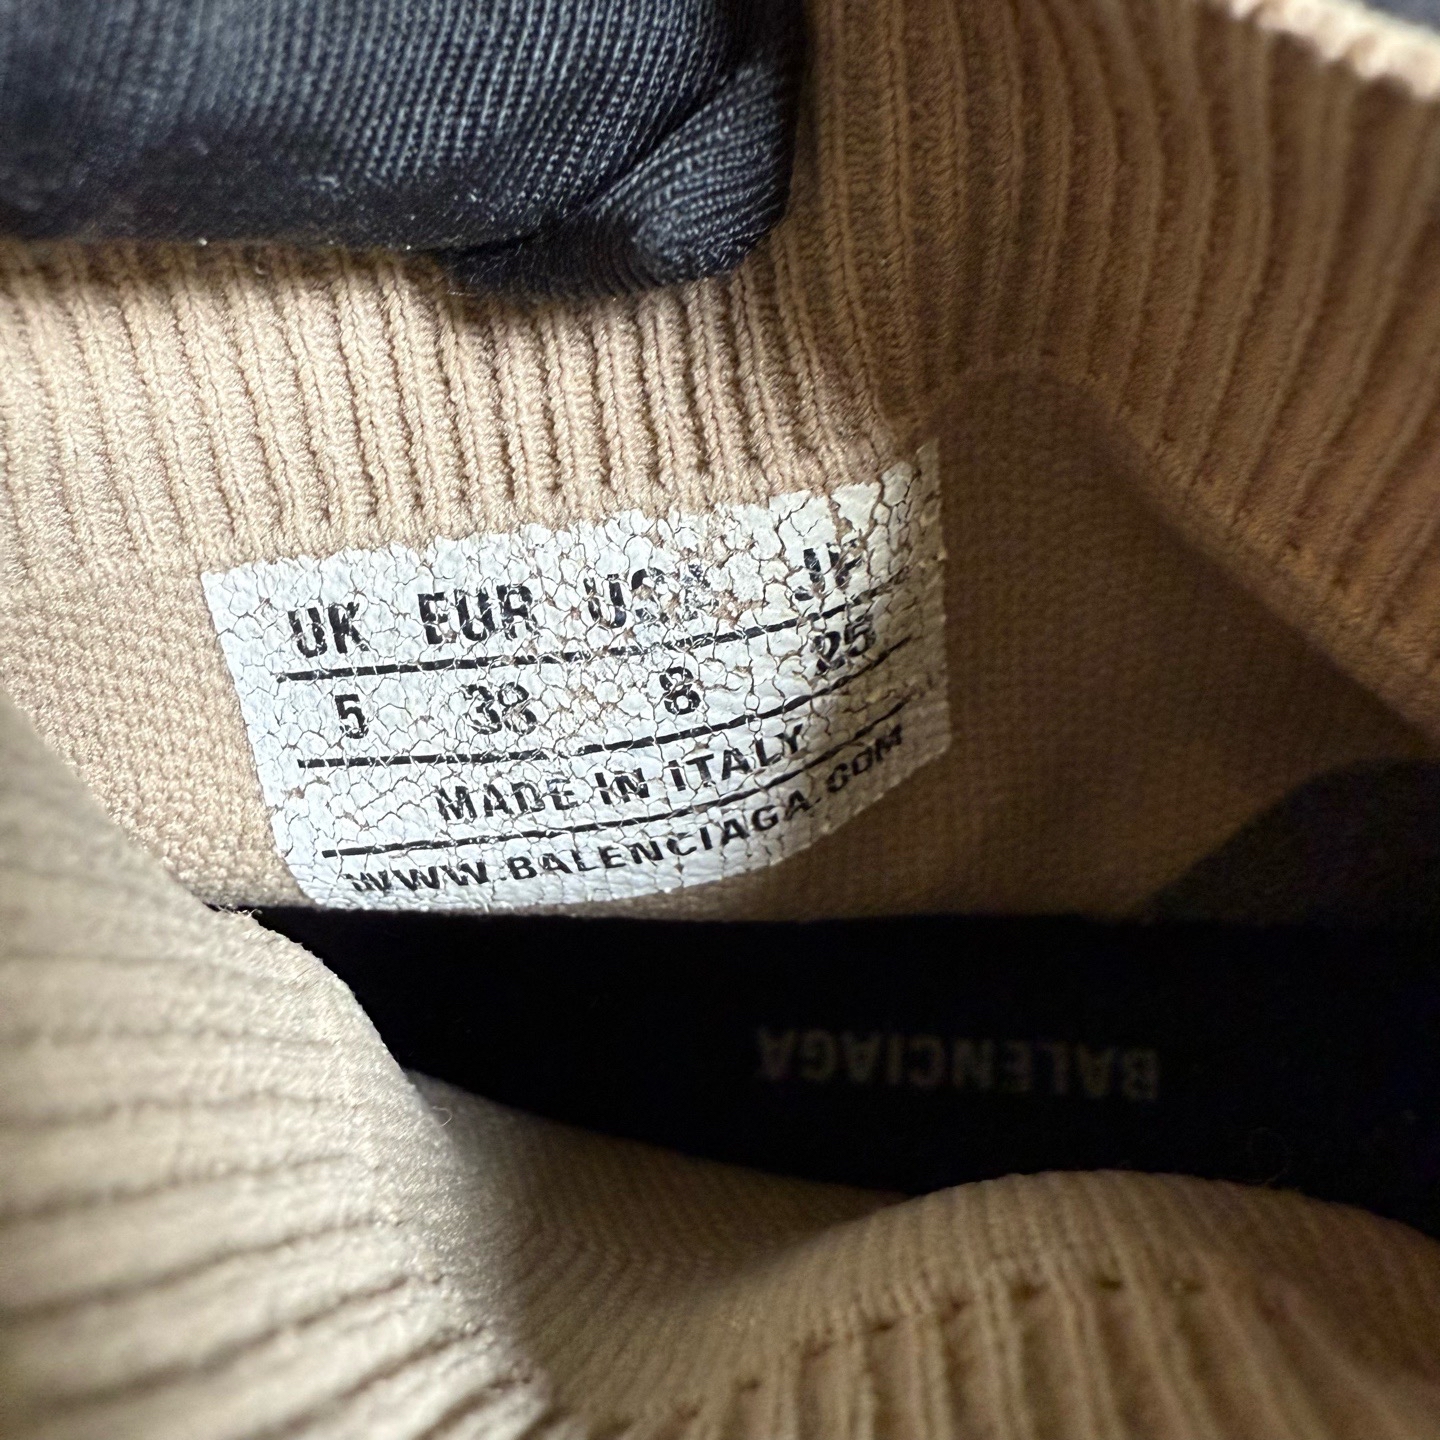 UK EUR USA JP
5 38 8 25
MADE IN ITALY
WWW.BALENCIAGA.COM
BALENCIAGA